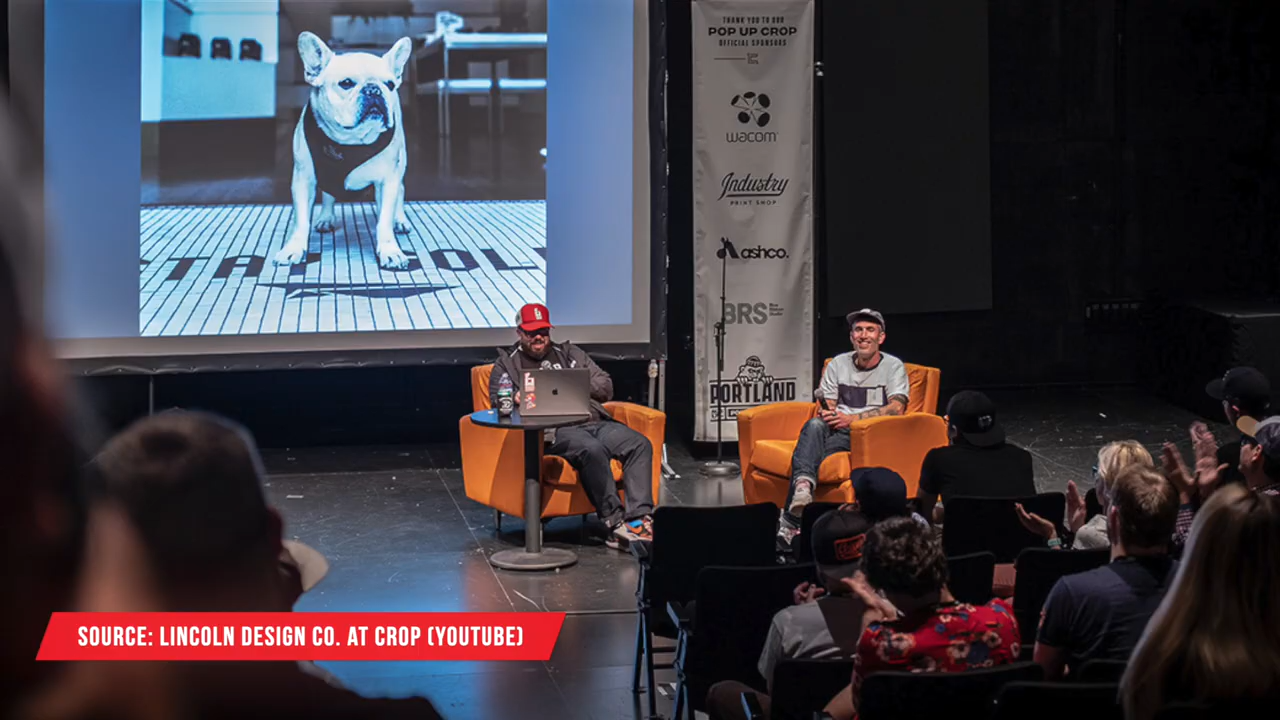 THANK YOU TO OUR
POP UP CROP
OFFICIAL SPONSORS
wacom
Industry
PRINT SHOP
ashco.
BRS
PORTLAND
SOURCE: LINCOLN DESIGN CO. AT CROP (YOUTUBE)